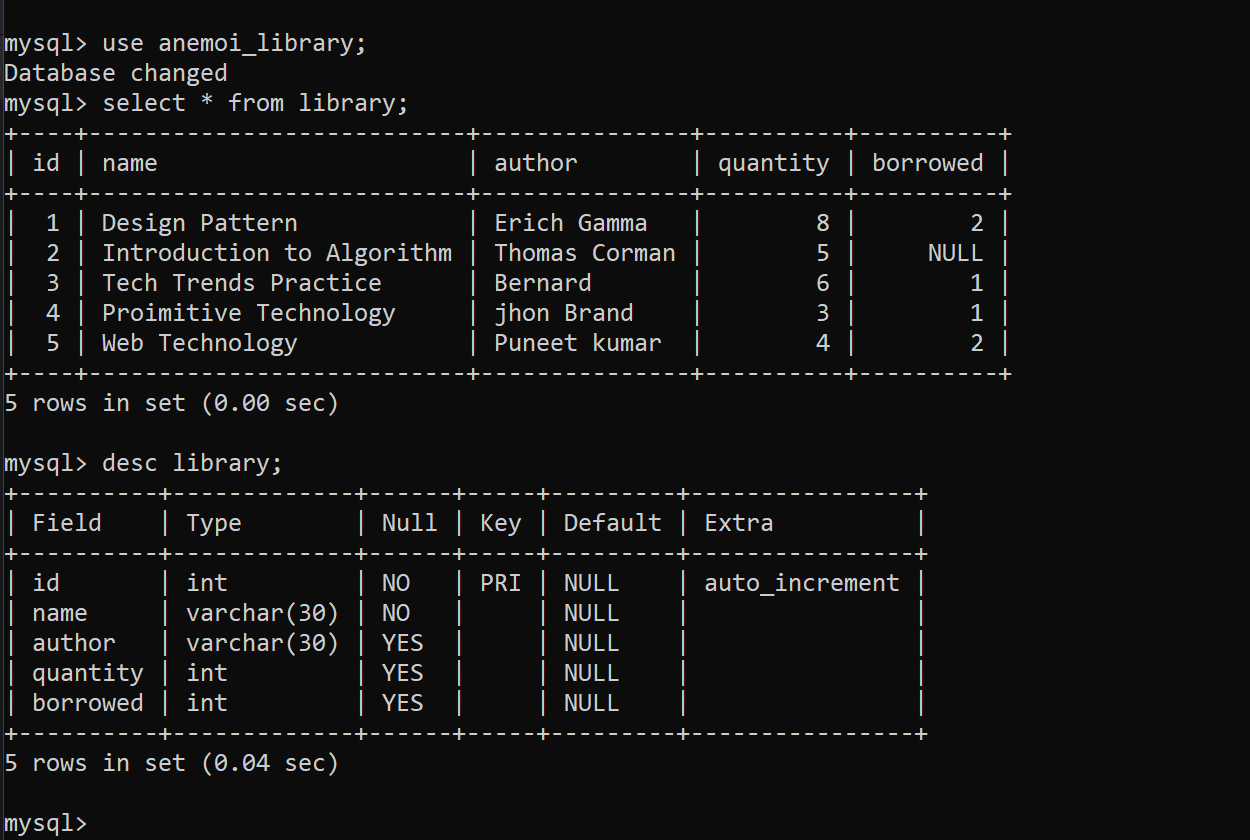 mysql> use anemoi_library;
Database changed
mysql> select * from library;
+----+---------------------------+---------------+----------+----------+
| id | name                      | author        | quantity | borrowed |
+----+---------------------------+---------------+----------+----------+
|  1 | Design Pattern            | Erich Gamma   |        8 |        2 |
|  2 | Introduction to Algorithm | Thomas Corman |        5 |     NULL |
|  3 | Tech Trends Practice      | Bernard       |        6 |        1 |
|  4 | Proimitive Technology     | jhon Brand    |        3 |        1 |
|  5 | Web Technology            | Puneet kumar  |        4 |        2 |
+----+---------------------------+---------------+----------+----------+
5 rows in set (0.00 sec)
mysql> desc library;
+----------+-------------+------+-----+---------+----------------+
| Field    | Type        | Null | Key | Default | Extra          |
+----------+-------------+------+-----+---------+----------------+
| id       | int         | NO   | PRI | NULL    | auto_increment |
| name     | varchar(30) | NO   |     | NULL    |                |
| author   | varchar(30) | YES  |     | NULL    |                |
| quantity | int         | YES  |     | NULL    |                |
| borrowed | int         | YES  |     | NULL    |                |
+----------+-------------+------+-----+---------+----------------+
5 rows in set (0.04 sec)
mysql>